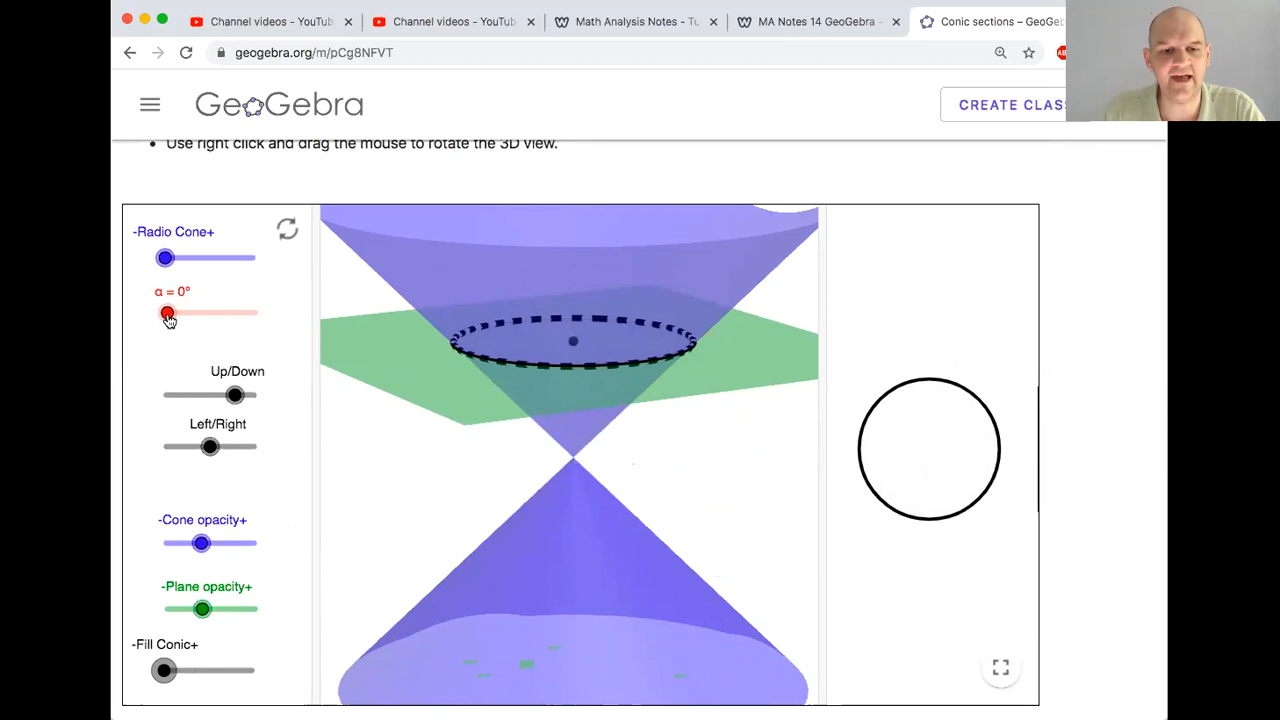 Channel videos - YouTub
Channel videos - YouTub
Math Analysis Notes - Tu
MA Notes 14 GeoGebra –
Conic sections – GeoGeb
geogebra.org/m/pCg8NFVT
GeoGebra
CREATE CLAS
• Use right click and drag the mouse to rotate the 3D view.
-Radio Cone+
α = 0°
Up/Down
Left/Right
-Cone opacity+
-Plane opacity+
-Fill Conic+